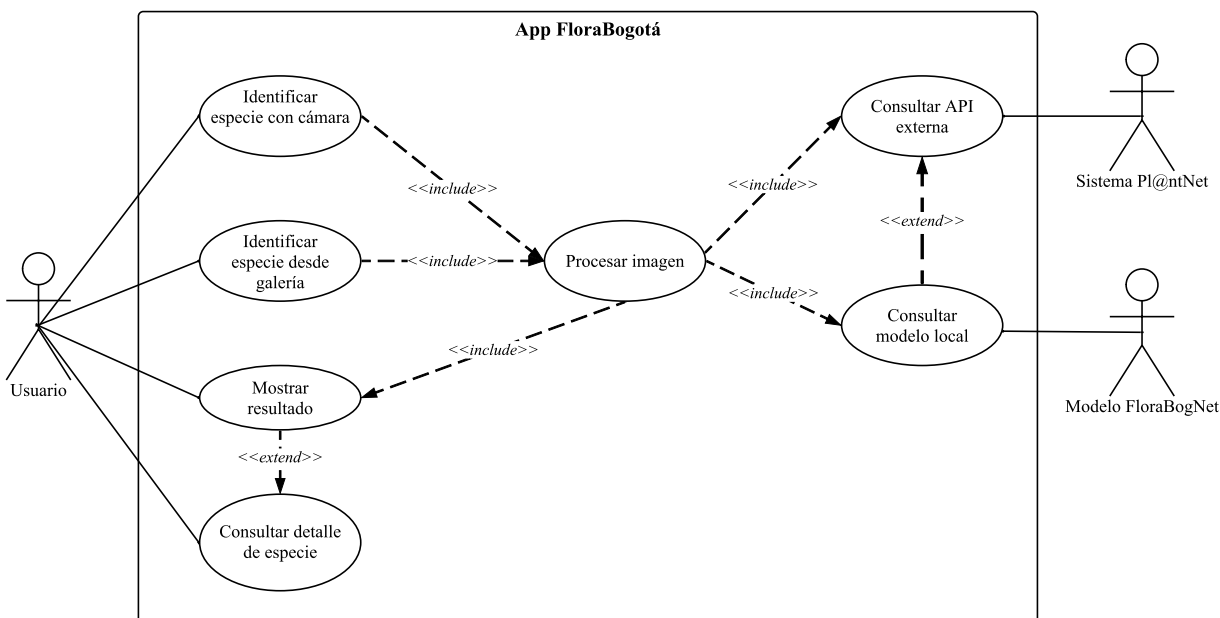 App FloraBogotá
Identificar
especie con cámara
Consultar API
externa
Sistema Pl@ntNet
<<include>>
<<include>>
<<extend>>
Identificar
especie desde
galería
<<include>>
Procesar imagen
<<include>>
Consultar
modelo local
Usuario
<<include>>
Mostrar
resultado
Modelo FloraBogNet
<<extend>>
Consultar detalle
de especie